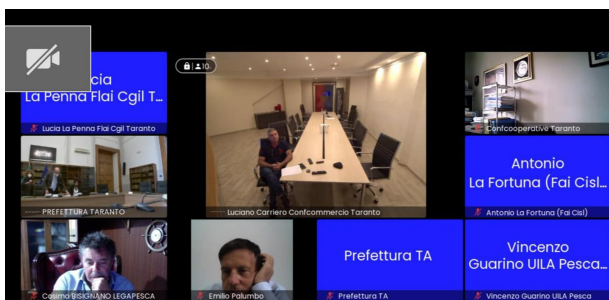 cia
La Penna Flai Cgil T...
Lucia La Penna Flai Cgil Taranto
10
Confcooperative Taranto
PREFETTURA TARANTO
Luciano Carriero Confcommercio Taranto
Antonio
La Fortuna (Fai Cisl...
Antonio La Fortuna (Fai Cisl)
Cosimo BISIGNANO LEGAPESCA
Emilio Palumbo
Prefettura TA
Prefettura TA
Vincenzo
Guarino UILA Pesca...
Vincenzo Guarino UILA Pesca